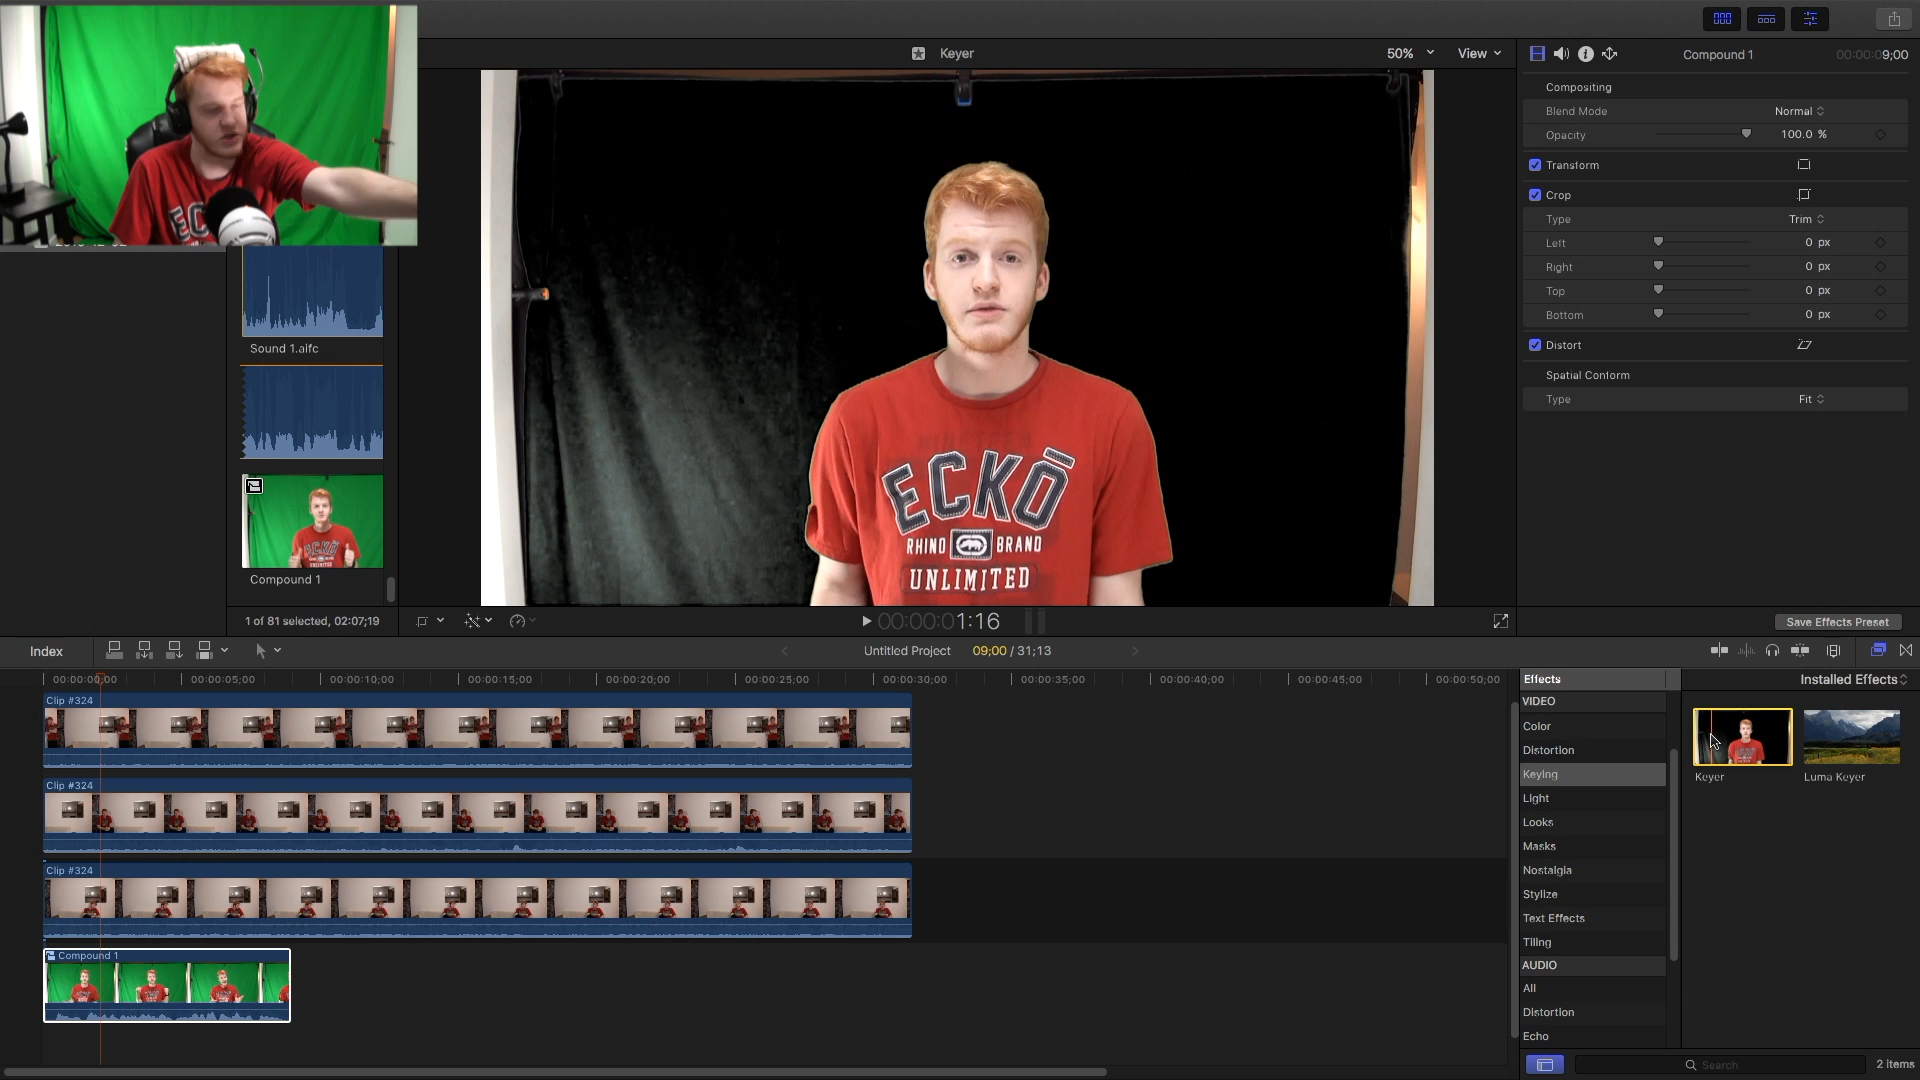 Keyer
50%
View
Compound 1
00:00:09;00
Compositing
Blend Mode
Normal
Opacity
100.0 %
Transform
Crop
Type
Trim
Left
0 px
Right
0 px
Top
0 px
Bottom
0 px
Distort
Spatial Conform
Type
Fit
Save Effects Preset
EC
Sound 1.aifc
Compound 1
1 of 81 selected, 02:07;19
ECKŌ
RHINO BRAND
UNLIMITED
00:00:01:16
Index
Untitled Project
09;00 / 31;13
00:00:00;00
00:00:05;00
00:00:10;00
00:00:15;00
00:00:20;00
00:00:25;00
00:00:30;00
00:00:35;00
00:00:40;00
00:00:45;00
00:00:50;00
Clip #324
Clip #324
Clip #324
Compound 1
Effects
VIDEO
Color
Distortion
Keying
Light
Looks
Masks
Nostalgia
Stylize
Text Effects
Tiling
AUDIO
All
Distortion
Echo
Installed Effects
Keyer
Luma Keyer
Search
2 items